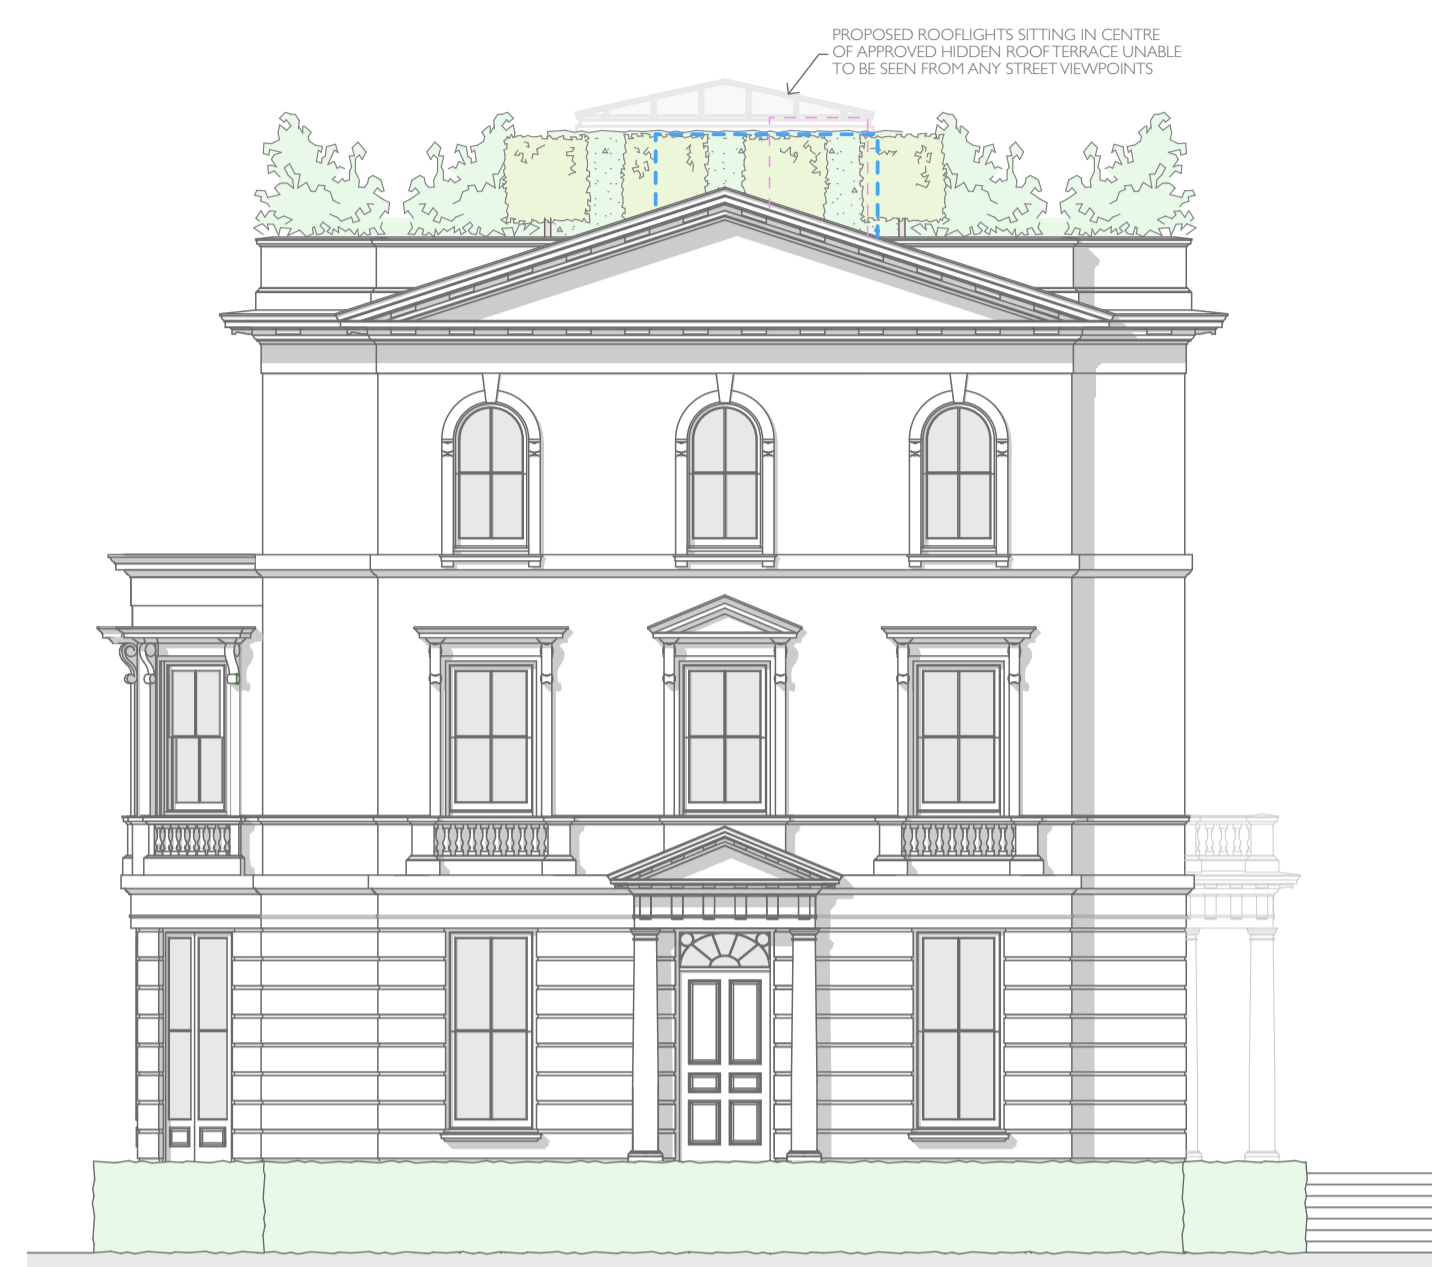 PROPOSED ROOFLIGHTS SITTING IN CENTRE
OF APPROVED HIDDEN ROOF TERRACE UNABLE
TO BE SEEN FROM ANY STREET VIEWPOINTS